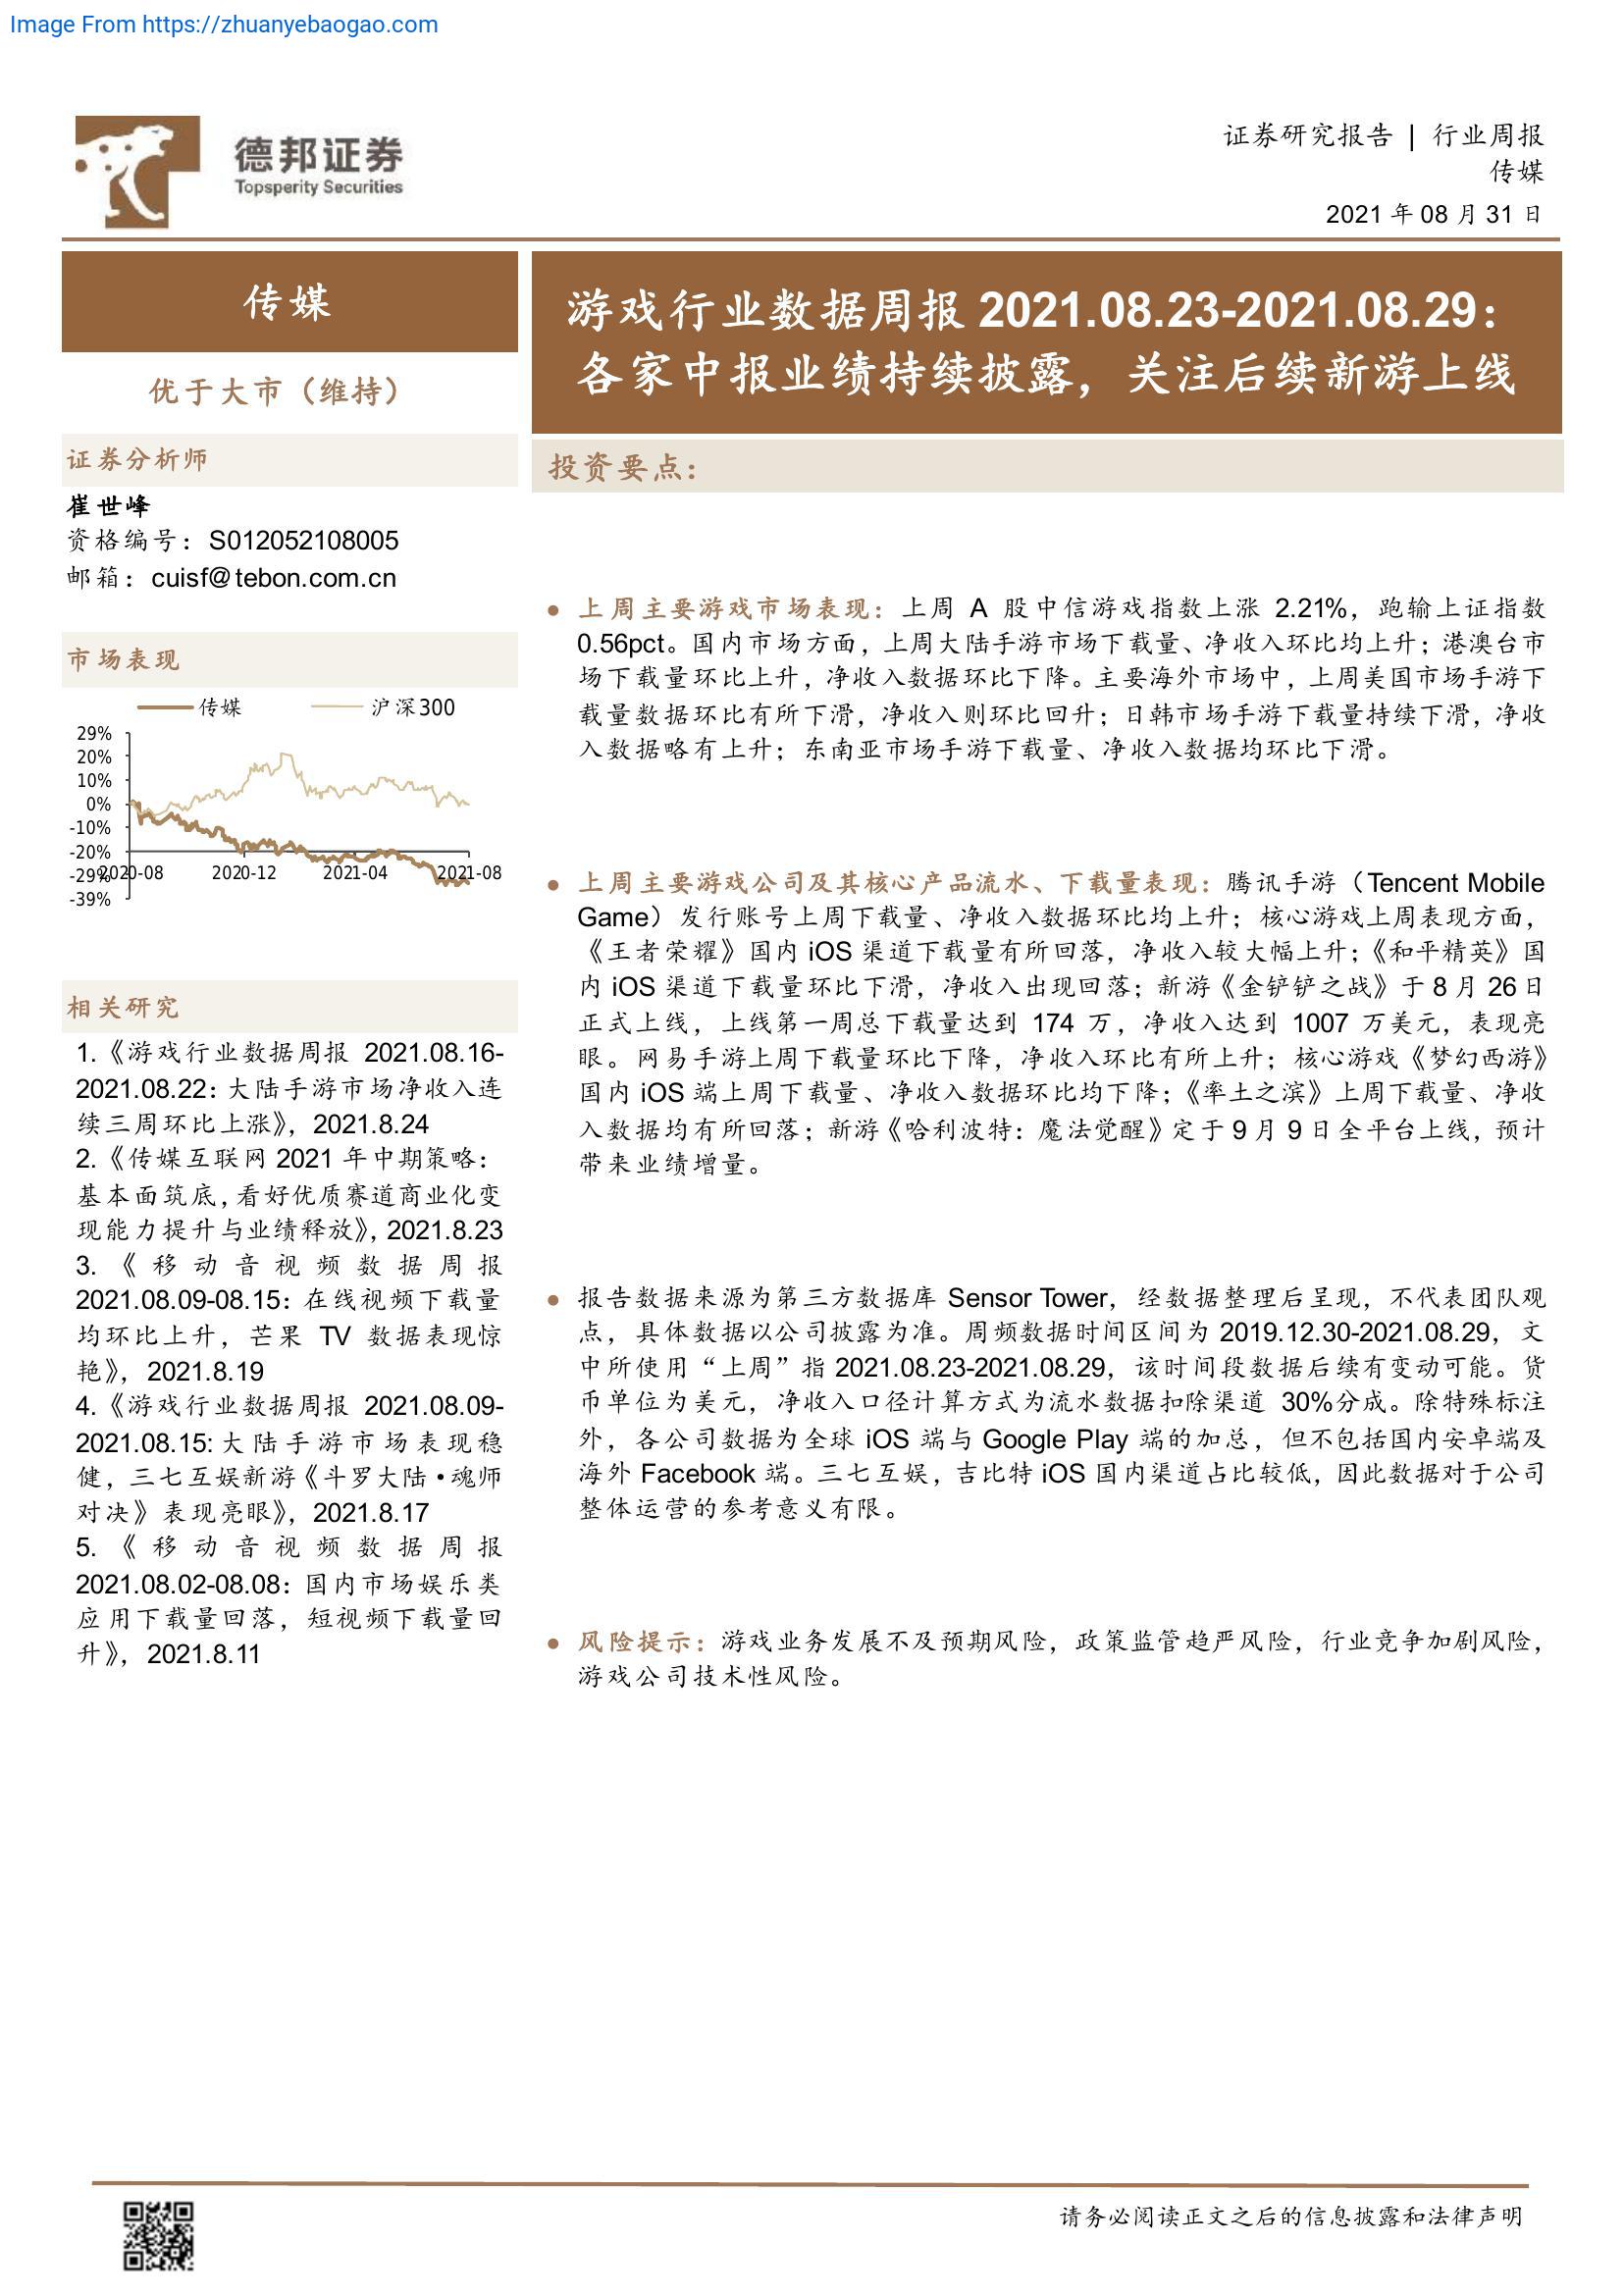 Image From https://zhuanyebaogao.com
德邦证券
Topsperity Securities
证券研究报告 | 行业周报
传媒
2021 年 08 月 31 日
传媒
优于大市（维持）
证券分析师
崔世峰
资格编号：S012052108005
邮箱：cuisf@tebon.com.cn
市场表现
传媒 沪深300
29%
20%
10%
0%
-10%
-20%
-29%
-39%
2020-08 2020-12 2021-04 2021-08
相关研究
1.《游戏行业数据周报 2021.08.16-
2021.08.22：大陆手游市场净收入连
续三周环比上涨》，2021.8.24
2.《传媒互联网 2021 年中期策略：
基本面筑底，看好优质赛道商业化变
现能力提升与业绩释放》，2021.8.23
3.《移动音视频数据周报
2021.08.09-08.15：在线视频下载量
均环比上升，芒果 TV 数据表现惊
艳》，2021.8.19
4.《游戏行业数据周报 2021.08.09-
2021.08.15:大陆手游市场表现稳
健，三七互娱新游《斗罗大陆•魂师
对决》表现亮眼》，2021.8.17
5.《移动音视频数据周报
2021.08.02-08.08：国内市场娱乐类
应用下载量回落，短视频下载量回
升》，2021.8.11
游戏行业数据周报 2021.08.23-2021.08.29：
各家中报业绩持续披露，关注后续新游上线
投资要点：
● 上周主要游戏市场表现：上周 A 股中信游戏指数上涨 2.21%，跑输上证指数
0.56pct。国内市场方面，上周大陆手游市场下载量、净收入环比均上升；港澳台市
场下载量环比上升，净收入数据环比下降。主要海外市场中，上周美国市场手游下
载量数据环比有所下滑，净收入则环比回升；日韩市场手游下载量持续下滑，净收
入数据略有上升；东南亚市场手游下载量、净收入数据均环比下滑。
● 上周主要游戏公司及其核心产品流水、下载量表现：腾讯手游（Tencent Mobile
Game）发行账号上周下载量、净收入数据环比均上升；核心游戏上周表现方面，
《王者荣耀》国内 iOS 渠道下载量有所回落，净收入较大幅上升；《和平精英》国
内 iOS 渠道下载量环比下滑，净收入出现回落；新游《金铲铲之战》于 8 月 26 日
正式上线，上线第一周总下载量达到 174 万，净收入达到 1007 万美元，表现亮
眼。网易手游上周下载量环比下降，净收入环比有所上升；核心游戏《梦幻西游》
国内 iOS 端上周下载量、净收入数据环比均下降；《率土之滨》上周下载量、净收
入数据均有所回落；新游《哈利波特：魔法觉醒》定于 9 月 9 日全平台上线，预计
带来业绩增量。
● 报告数据来源为第三方数据库 Sensor Tower，经数据整理后呈现，不代表团队观
点，具体数据以公司披露为准。周频数据时间区间为 2019.12.30-2021.08.29，文
中所使用“上周”指 2021.08.23-2021.08.29，该时间段数据后续有变动可能。货
币单位为美元，净收入口径计算方式为流水数据扣除渠道 30%分成。除特殊标注
外，各公司数据为全球 iOS 端与 Google Play 端的加总，但不包括国内安卓端及
海外 Facebook 端。三七互娱，吉比特 iOS 国内渠道占比较低，因此数据对于公司
整体运营的参考意义有限。
● 风险提示：游戏业务发展不及预期风险，政策监管趋严风险，行业竞争加剧风险，
游戏公司技术性风险。
请务必阅读正文之后的信息披露和法律声明